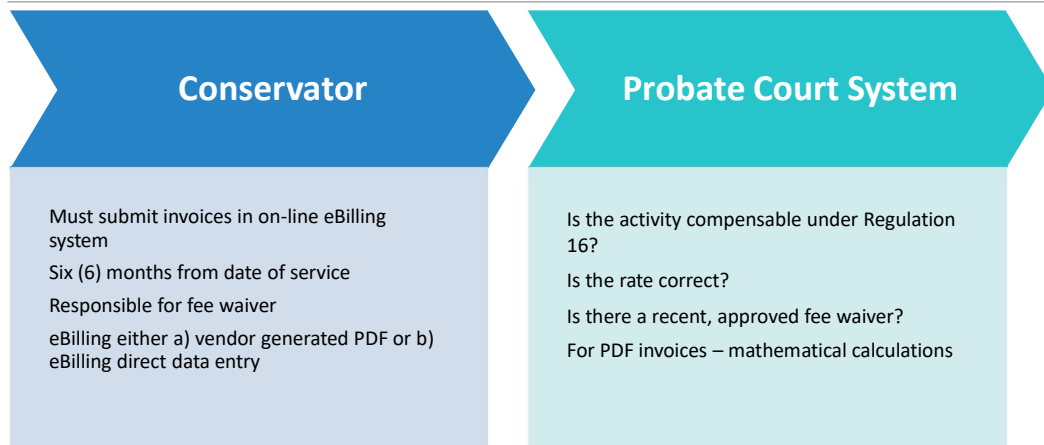 Conservator
Must submit invoices in on-line eBilling
system
Six (6) months from date of service
Responsible for fee waiver
eBilling either a) vendor generated PDF or b)
eBilling direct data entry
Probate Court System
Is the activity compensable under Regulation
16?
Is the rate correct?
Is there a recent, approved fee waiver?
For PDF invoices – mathematical calculations